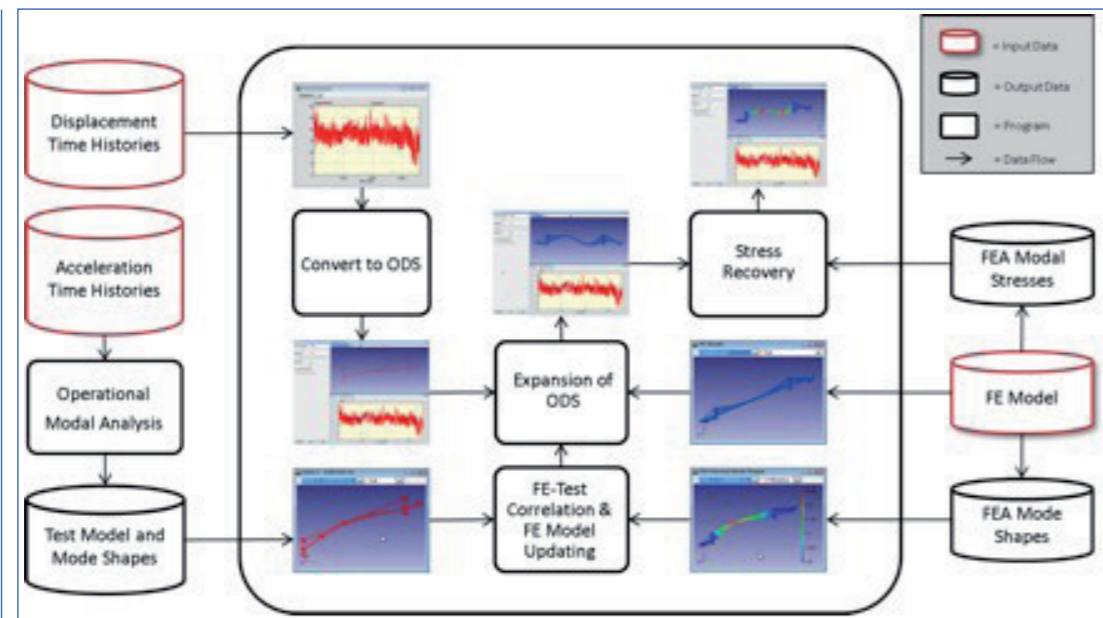 Displacement
Time Histories
Acceleration
Time Histories
Operational
Modal Analysis
Test Model and
Mode Shapes
Convert to ODS
Expansion of
ODS
FE-Test
Correlation &
FE Model
Updating
Stress
Recovery
= Input Data
= Output Data
= Program
= Data Flow
FEA Modal
Stresses
FE Model
FEA Mode
Shapes